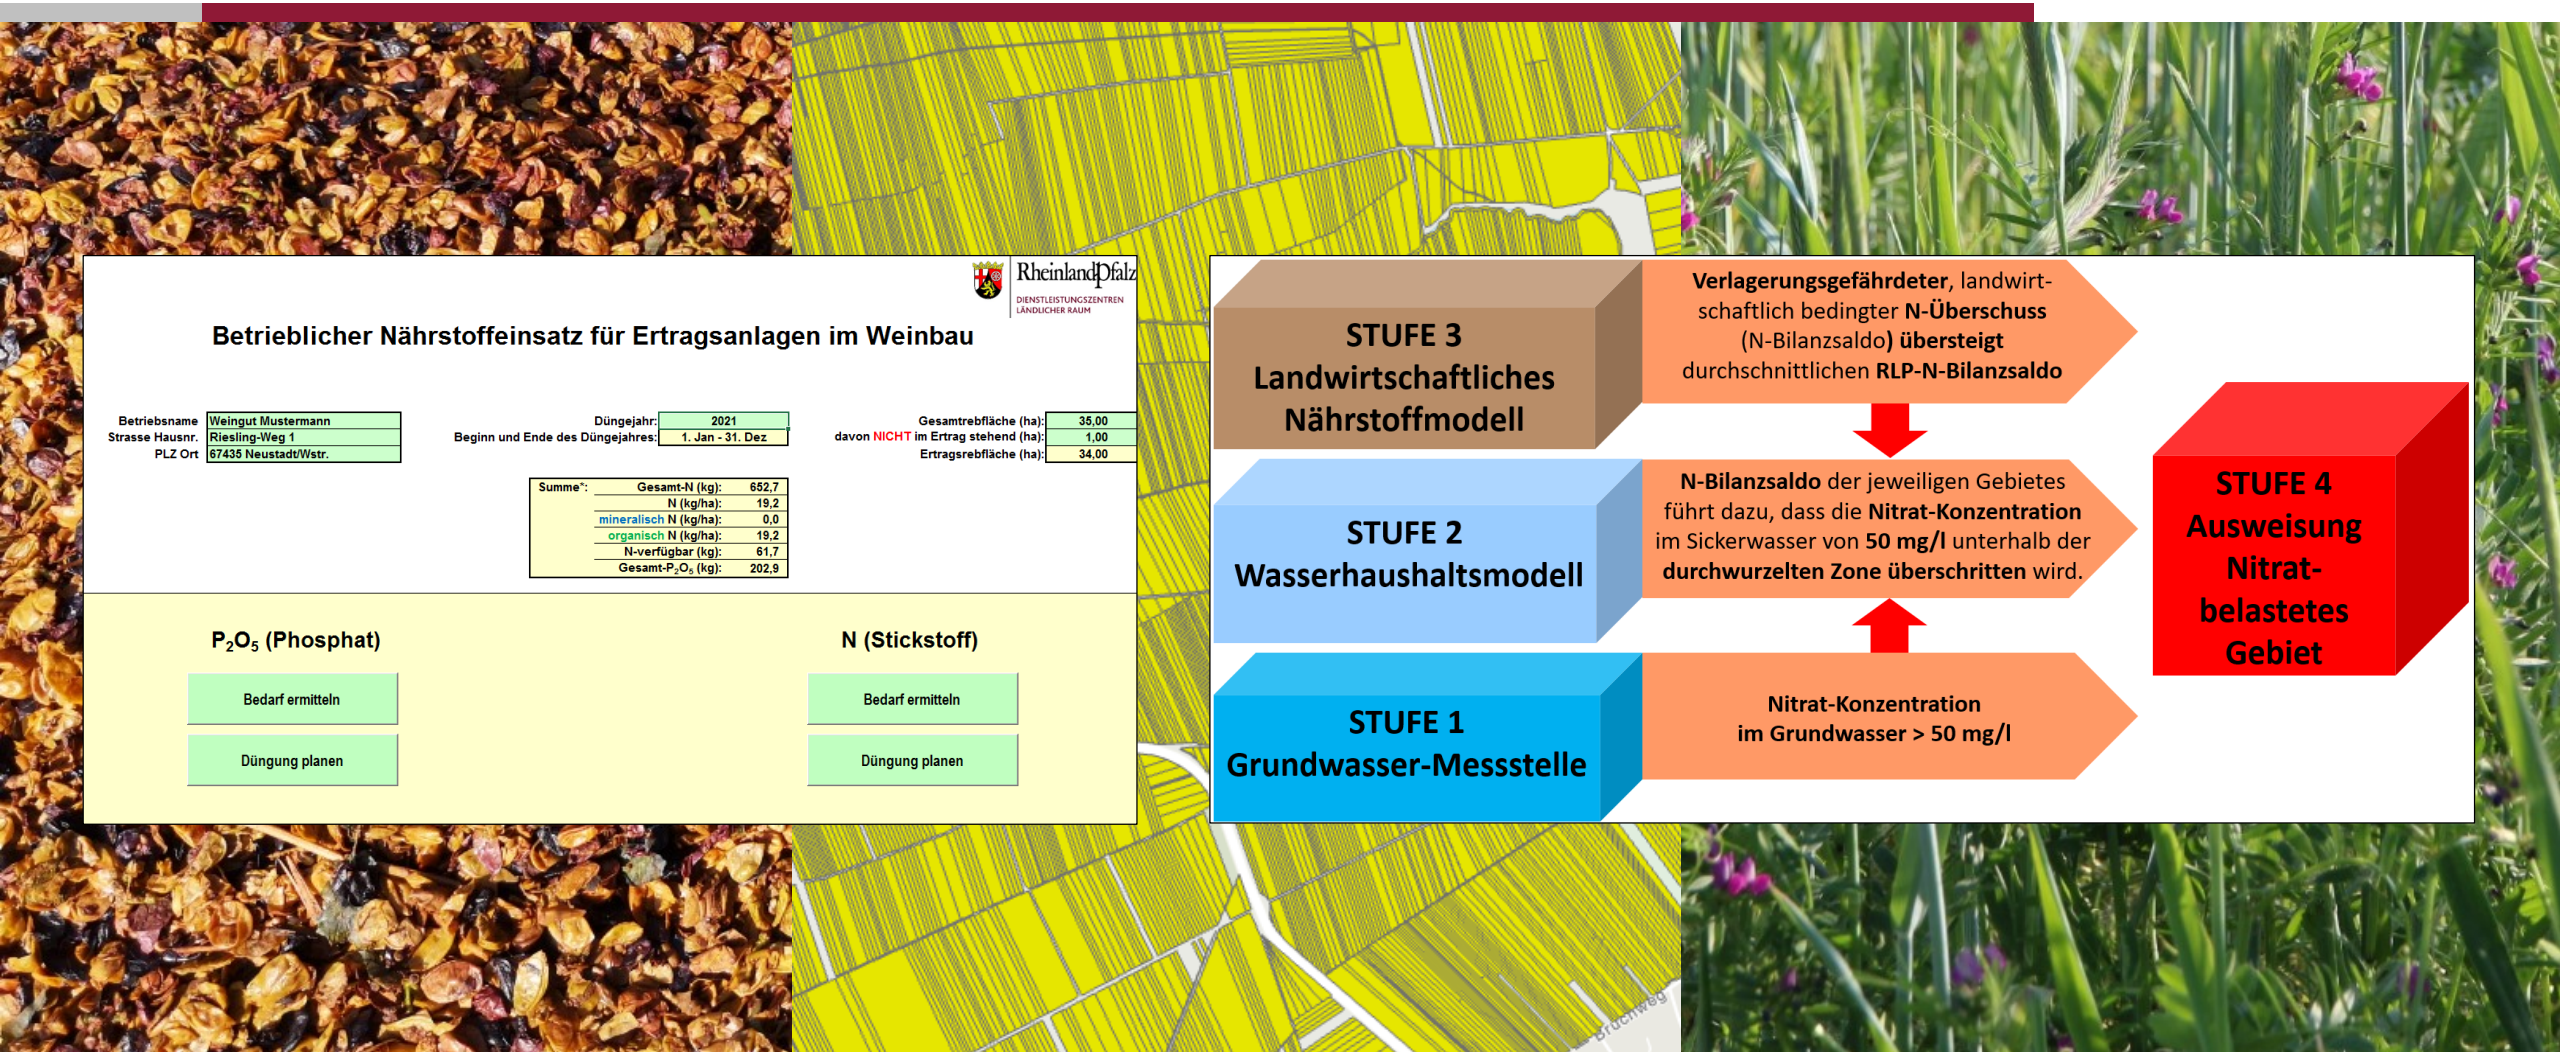 RheinlandPfalz
DIENSTLEISTUNGSZENTREN
LÄNDLICHER RAUM
Betrieblicher Nährstoffeinsatz für Ertragsanlagen im Weinbau
Betriebsname Weingut Mustermann
Strasse Hausnr. Riesling-Weg 1
PLZ Ort 67435 Neustadt/Wstr.
Düngejahr: 2021
Beginn und Ende des Düngejahres: 1. Jan - 31. Dez
Gesamtrebfläche (ha): 35,00
davon NICHT im Ertrag stehend (ha): 1,00
Ertragsrebfläche (ha): 34,00
Summe*: Gesamt-N (kg): 652,7
N (kg/ha): 19,2
mineralisch N (kg/ha): 0,0
organisch N (kg/ha): 19,2
N-verfügbar (kg): 61,7
Gesamt-P₂O₅ (kg): 202,9
P₂O₅ (Phosphat)
Bedarf ermitteln
Düngung planen
N (Stickstoff)
Bedarf ermitteln
Düngung planen
STUFE 3
Landwirtschaftliches
Nährstoffmodell
Verlagerungsgefährdeter, landwirt-
schaftlich bedingter N-Überschuss
(N-Bilanzsaldo) übersteigt
durchschnittlichen RLP-N-Bilanzsaldo
STUFE 2
Wasserhaushaltsmodell
N-Bilanzsaldo der jeweiligen Gebietes
führt dazu, dass die Nitrat-Konzentration
im Sickerwasser von 50 mg/l unterhalb der
durchwurzelten Zone überschritten wird.
STUFE 1
Grundwasser-Messstelle
Nitrat-Konzentration
im Grundwasser > 50 mg/l
STUFE 4
Ausweisung
Nitrat-
belastetes
Gebiet
Bruchweg